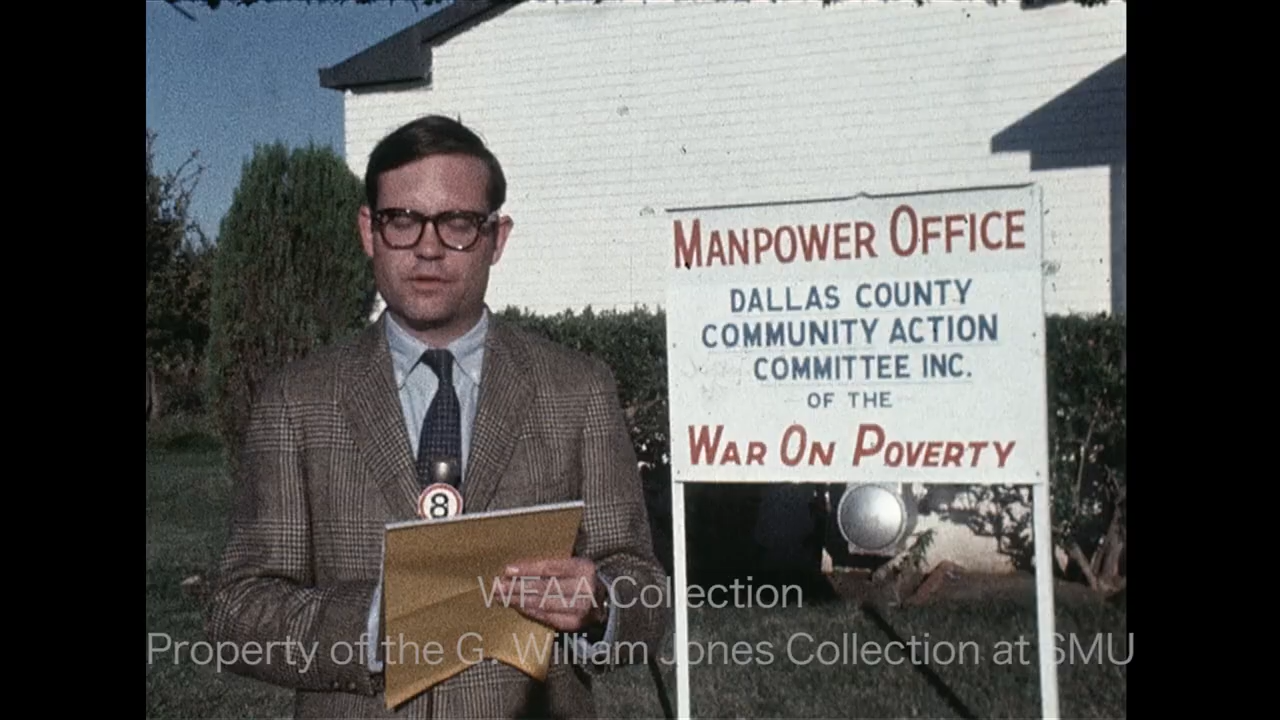 MANPOWER OFFICE
DALLAS COUNTY
COMMUNITY ACTION
COMMITTEE INC.
OF THE
WAR ON POVERTY
8
WFAA Collection
Property of the G. William Jones Collection at SMU